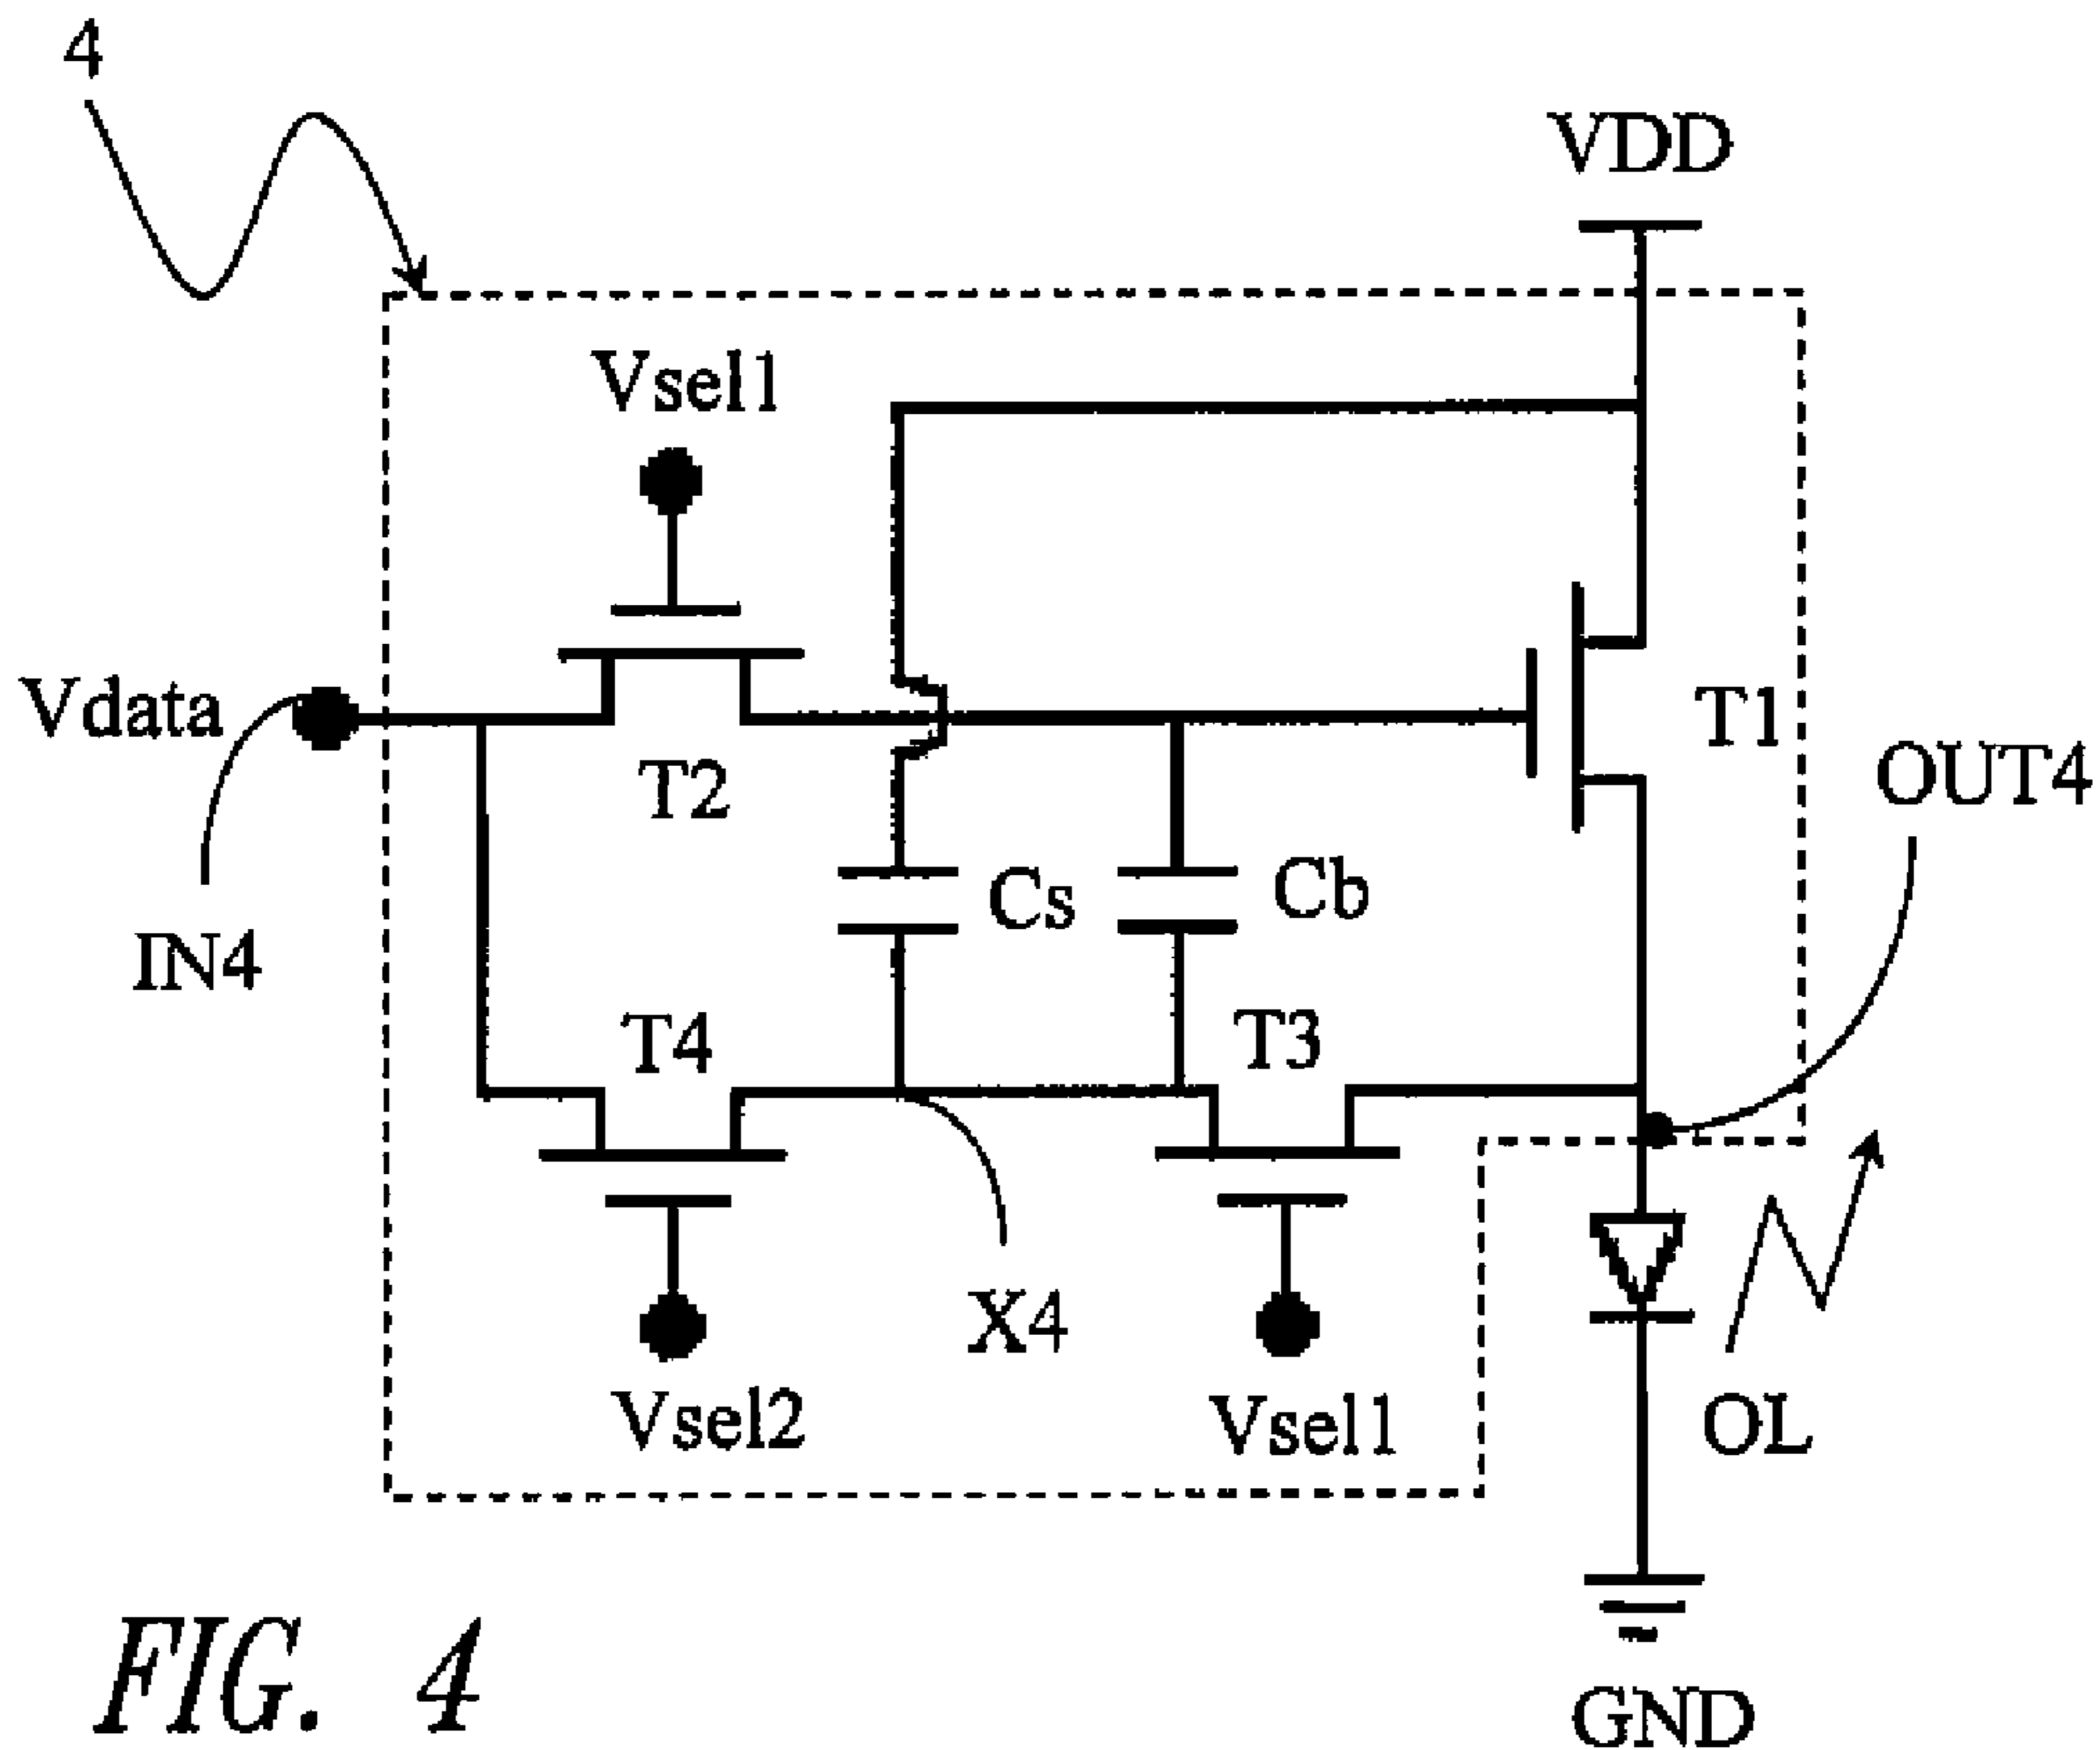 4
VDD
Vsel1
Vdata
T1
T2
OUT4
Cs
Cb
IN4
T4
T3
X4
Vsel2
Vsel1
OL
FIG. 4
GND